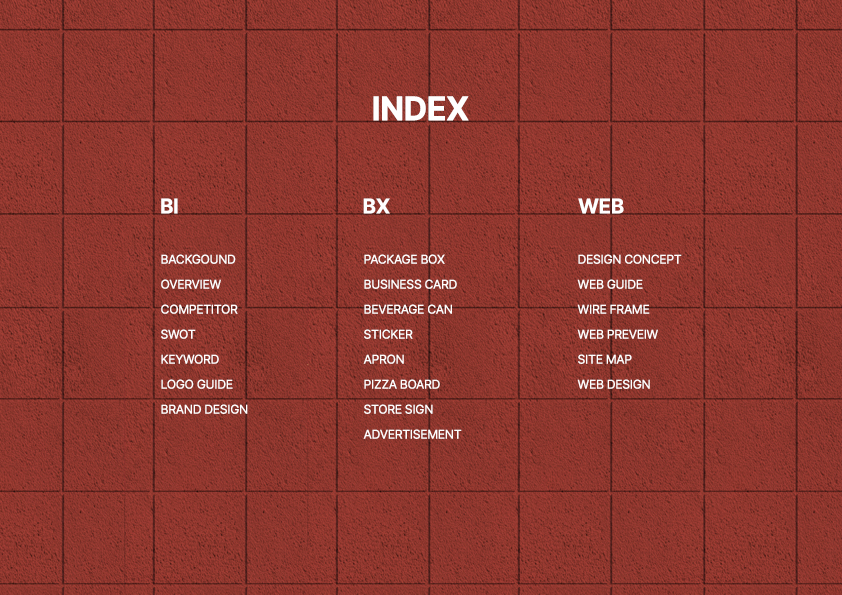 INDEX
BI
BACKGOUND
OVERVIEW
COMPETITOR
SWOT
KEYWORD
LOGO GUIDE
BRAND DESIGN
BX
PACKAGE BOX
BUSINESS CARD
BEVERAGE CAN
STICKER
APRON
PIZZA BOARD
STORE SIGN
ADVERTISEMENT
WEB
DESIGN CONCEPT
WEB GUIDE
WIRE FRAME
WEB PREVEIW
SITE MAP
WEB DESIGN